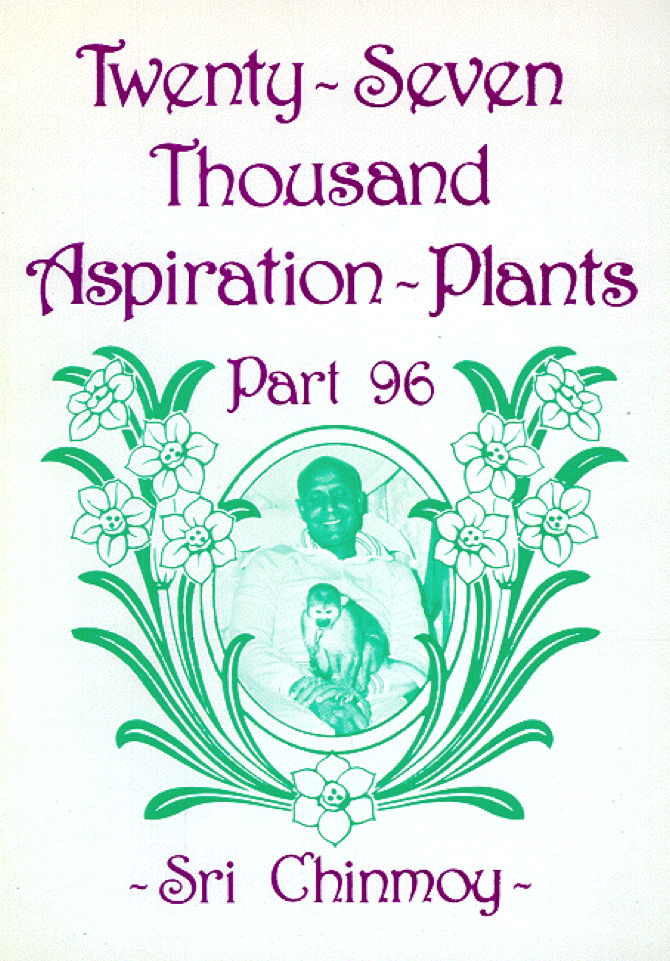 Twenty~Seven
Thousand
Aspiration~Plants
Part 96
~Sri Chinmoy~